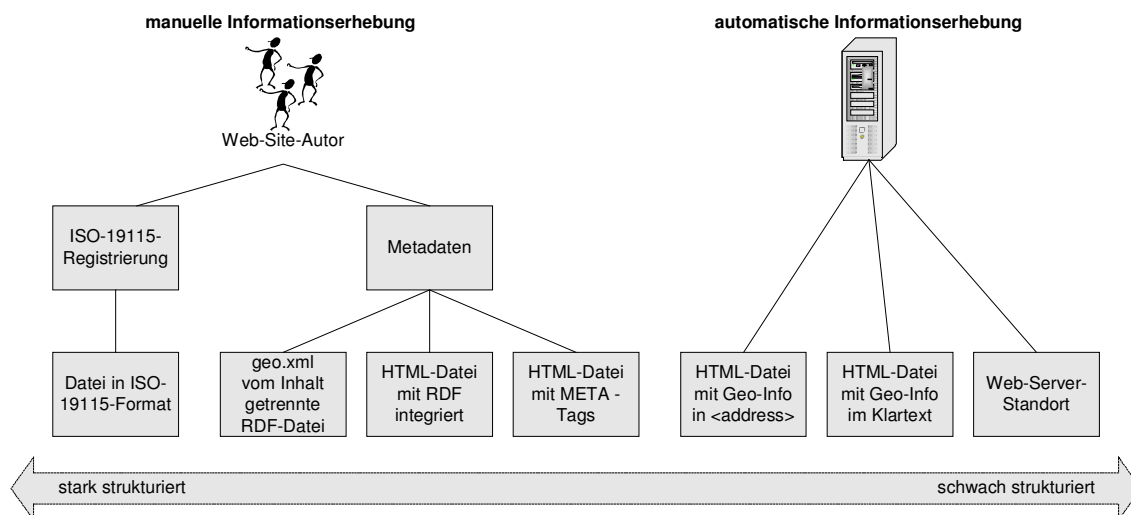 manuelle Informationserhebung
automatische Informationserhebung
Web-Site-Autor
ISO-19115-
Registrierung
Metadaten
Datei in ISO-
19115-Format
geo.xml
vom Inhalt
getrennte
RDF-Datei
HTML-Datei
mit RDF
integriert
HTML-Datei
mit META -
Tags
HTML-Datei
mit Geo-Info
in <address>
HTML-Datei
mit Geo-Info
im Klartext
Web-Server-
Standort
stark strukturiert
schwach strukturiert